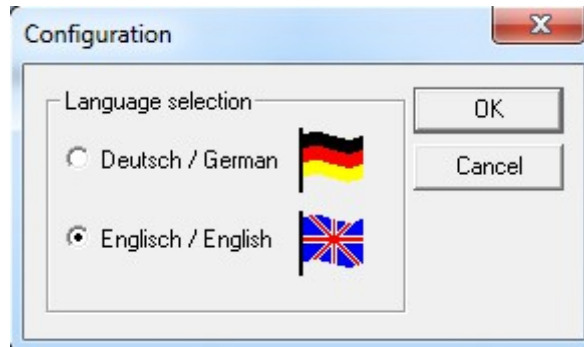 Configuration
Language selection
Deutsch / German
Englisch / English
OK
Cancel